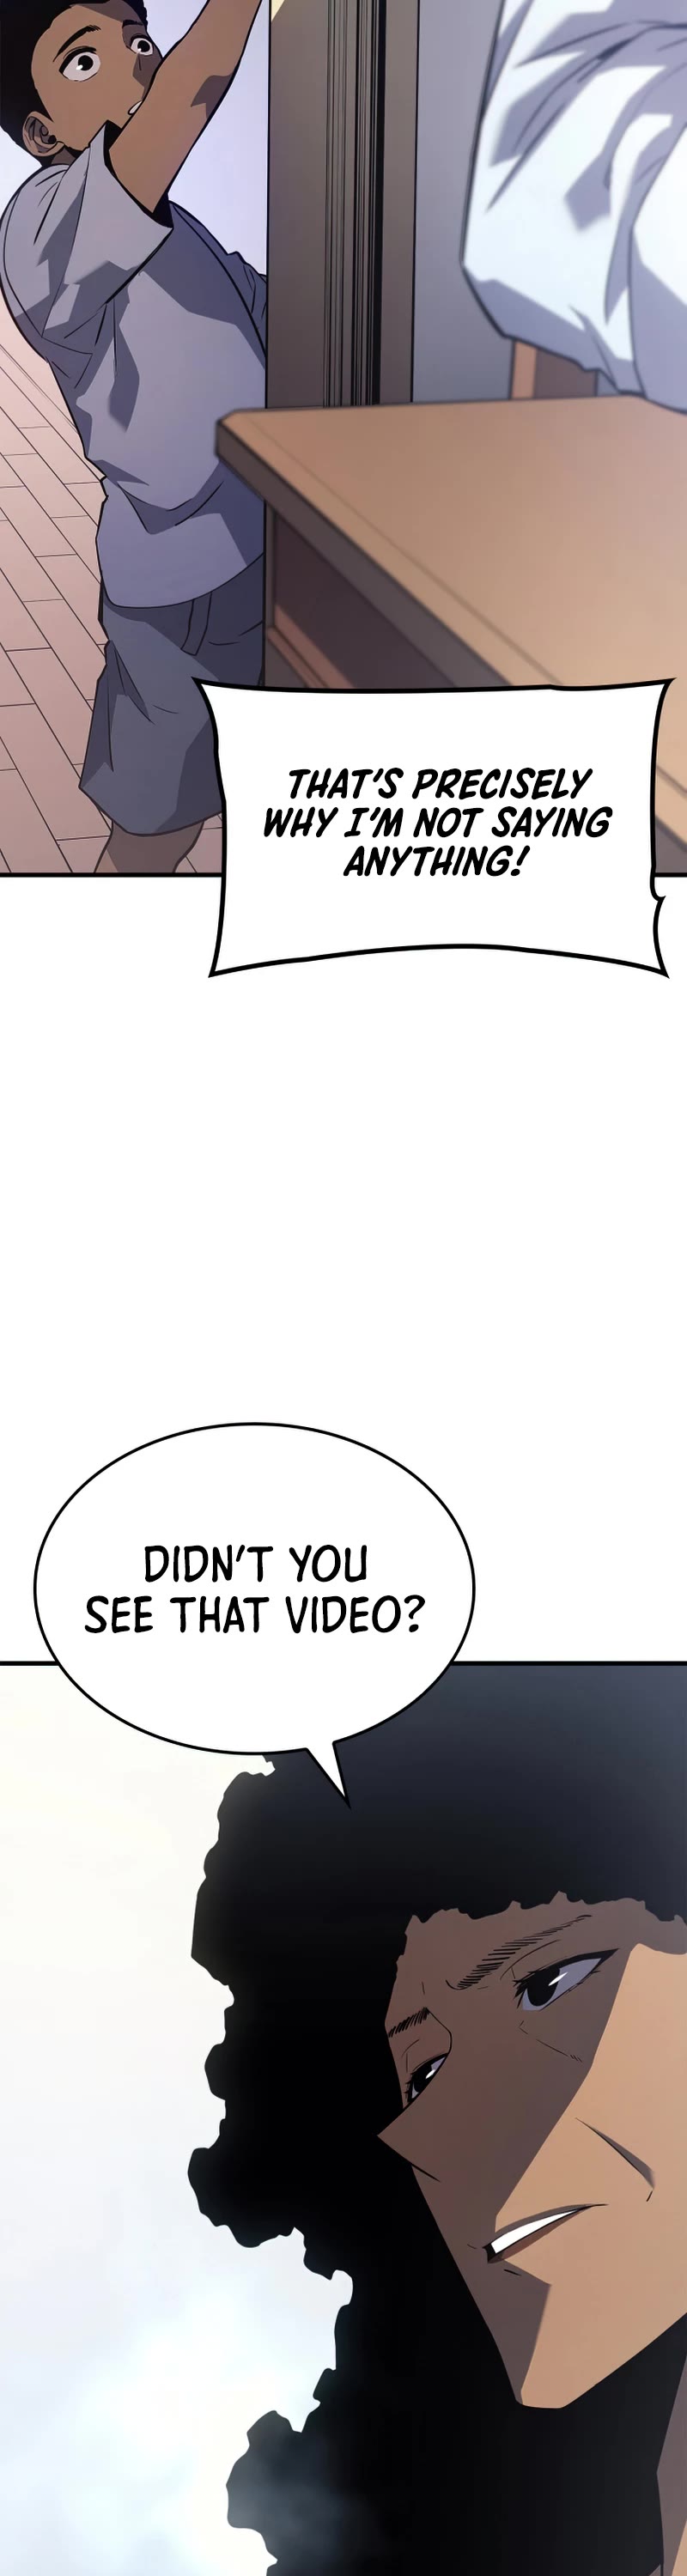 THAT'S PRECISELY
WHY I'M NOT SAYING
ANYTHING!
DIDN'T YOU
SEE THAT VIDEO?